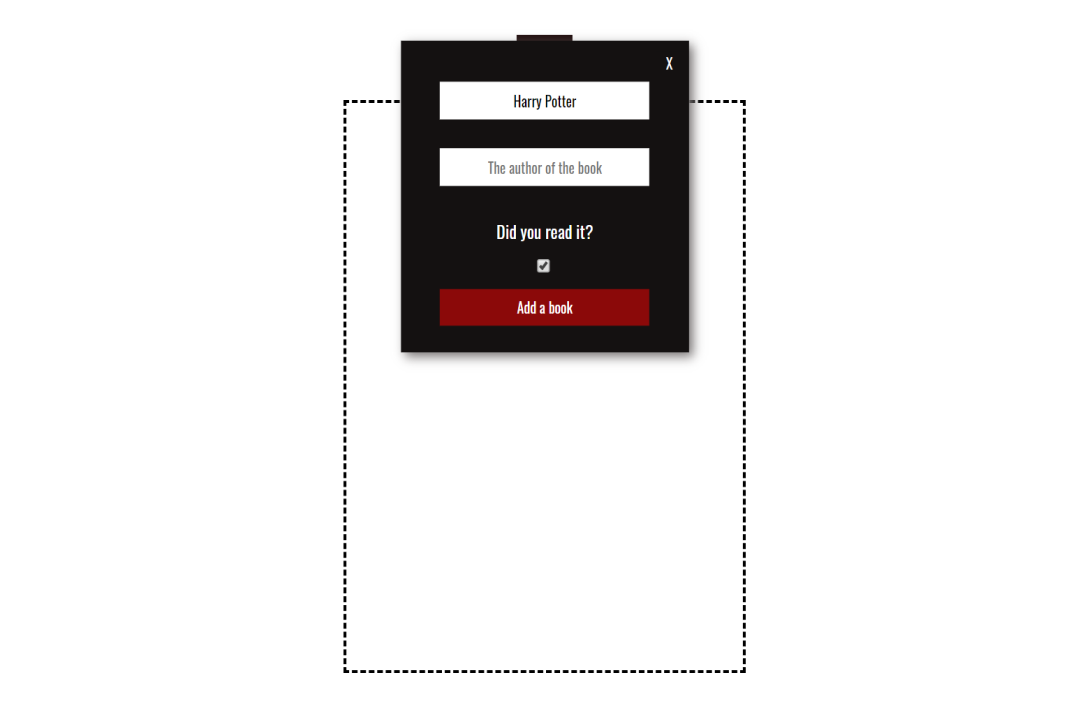 X
Harry Potter
The author of the book
Did you read it?
Add a book